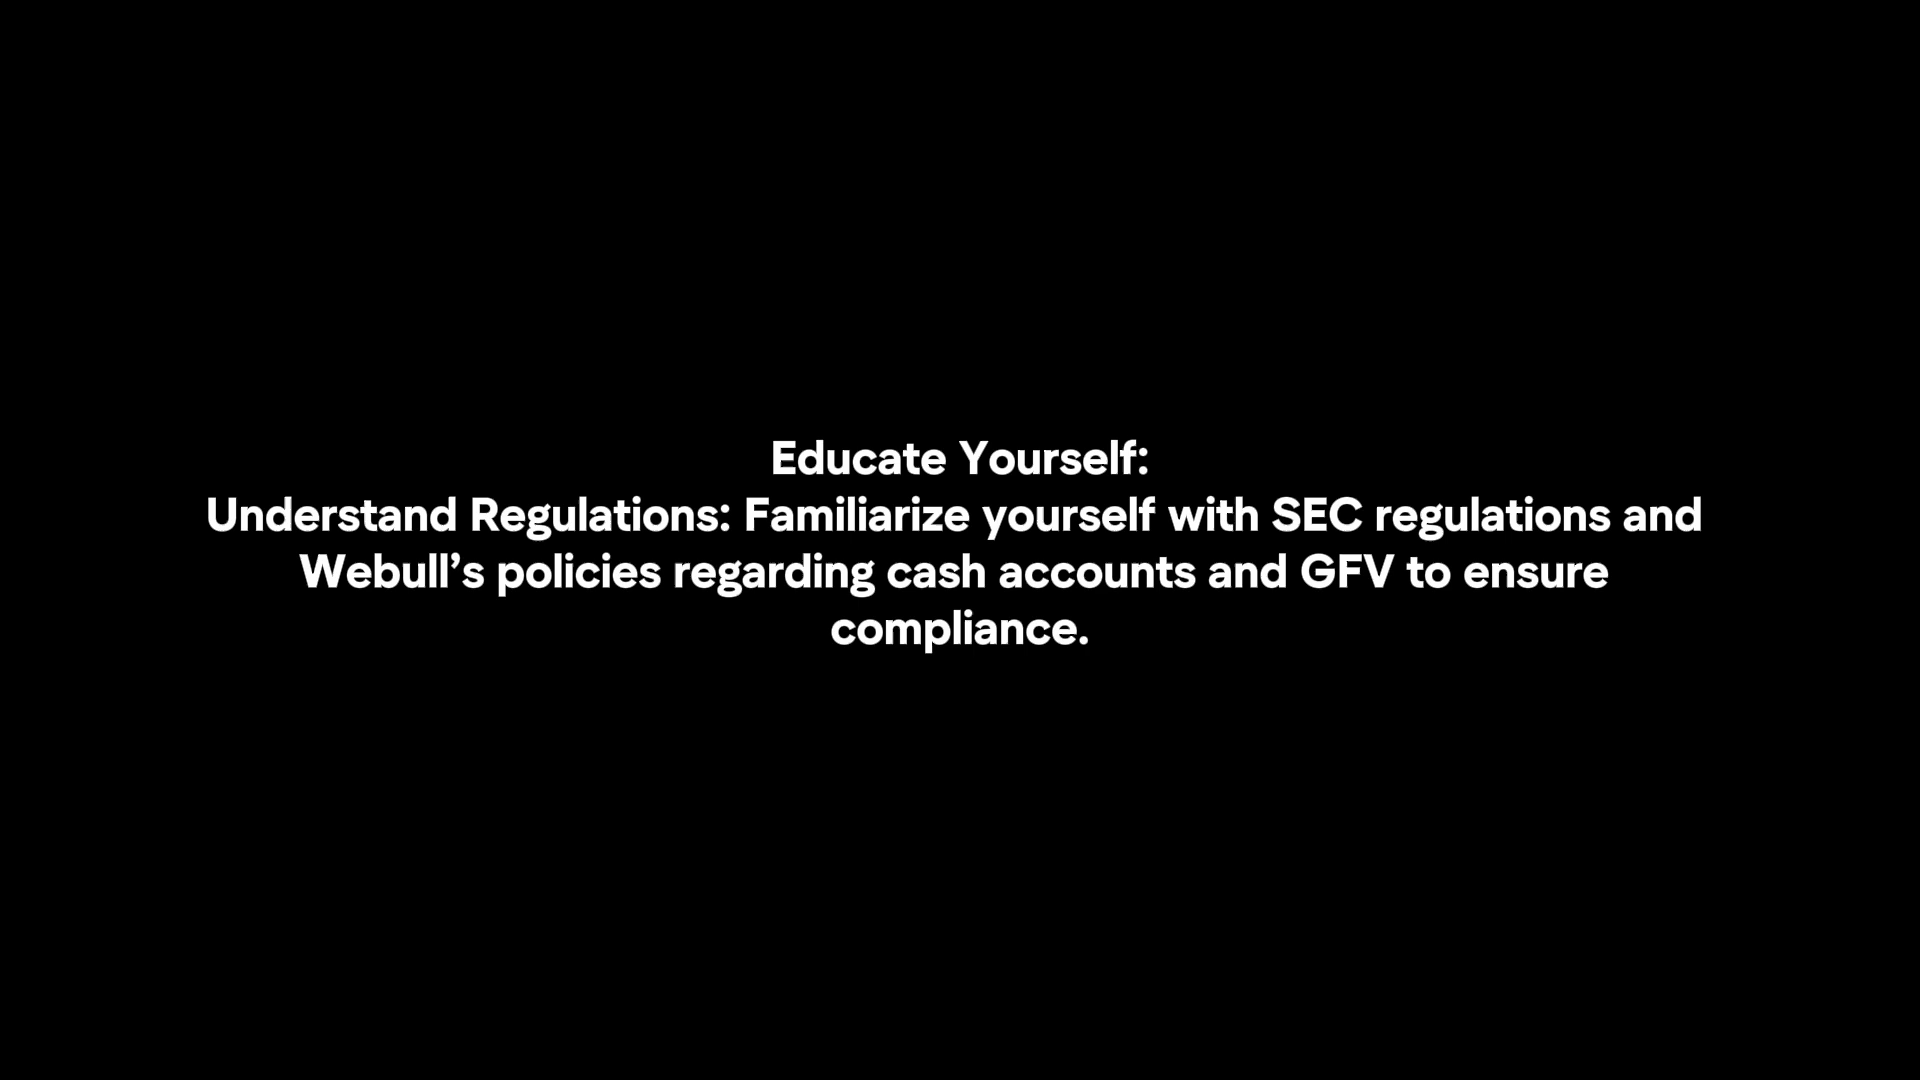 Educate Yourself:
Understand Regulations: Familiarize yourself with SEC regulations and
Webull’s policies regarding cash accounts and GFV to ensure
compliance.